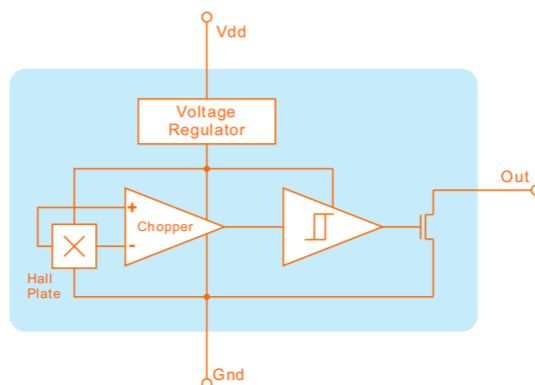 Vdd
Voltage
Regulator
Out
+
Chopper
-
Hall
Plate
Gnd